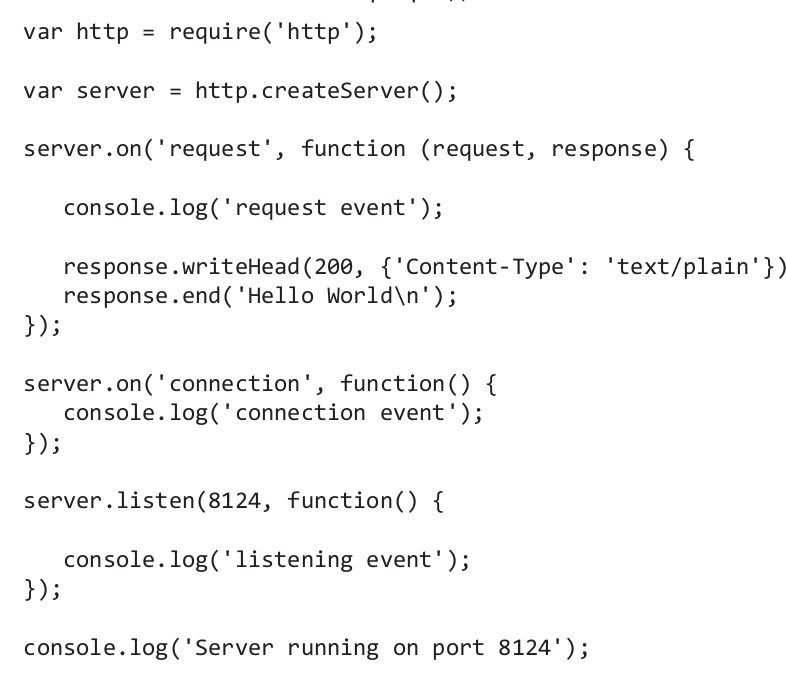 var http = require('http');
var server = http.createServer();
server.on('request', function (request, response) {
console.log('request event');
response.writeHead(200, {'Content-Type': 'text/plain'})
response.end('Hello World\n');
});
server.on('connection', function() {
console.log('connection event');
});
server.listen(8124, function() {
console.log('listening event');
});
console.log('Server running on port 8124');